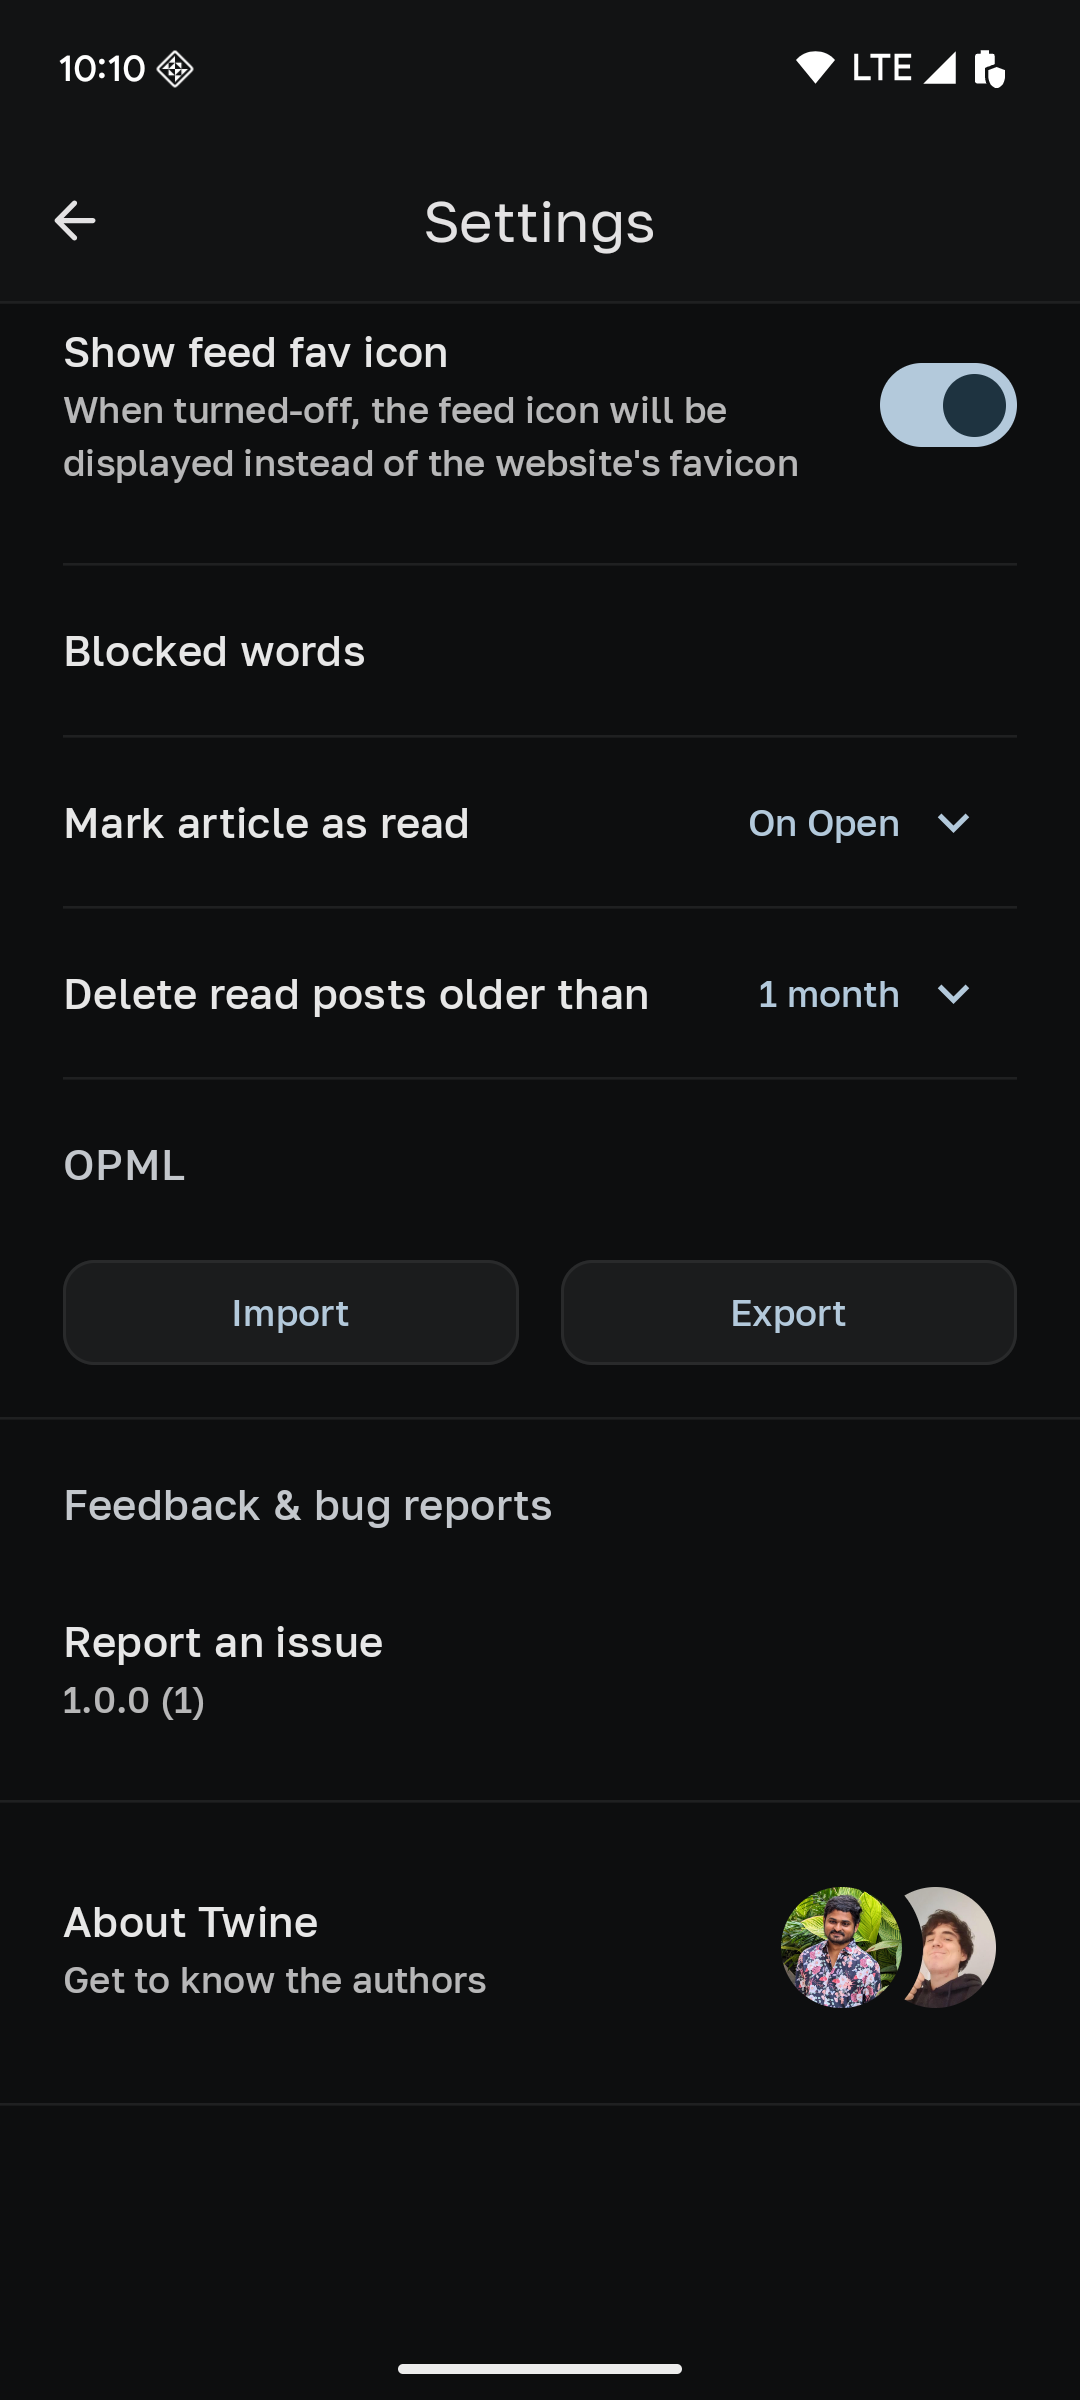 10:10
LTE
Settings
Show feed fav icon
When turned-off, the feed icon will be
displayed instead of the website's favicon
Blocked words
Mark article as read
On Open
Delete read posts older than
1 month
OPML
Import
Export
Feedback & bug reports
Report an issue
1.0.0 (1)
About Twine
Get to know the authors